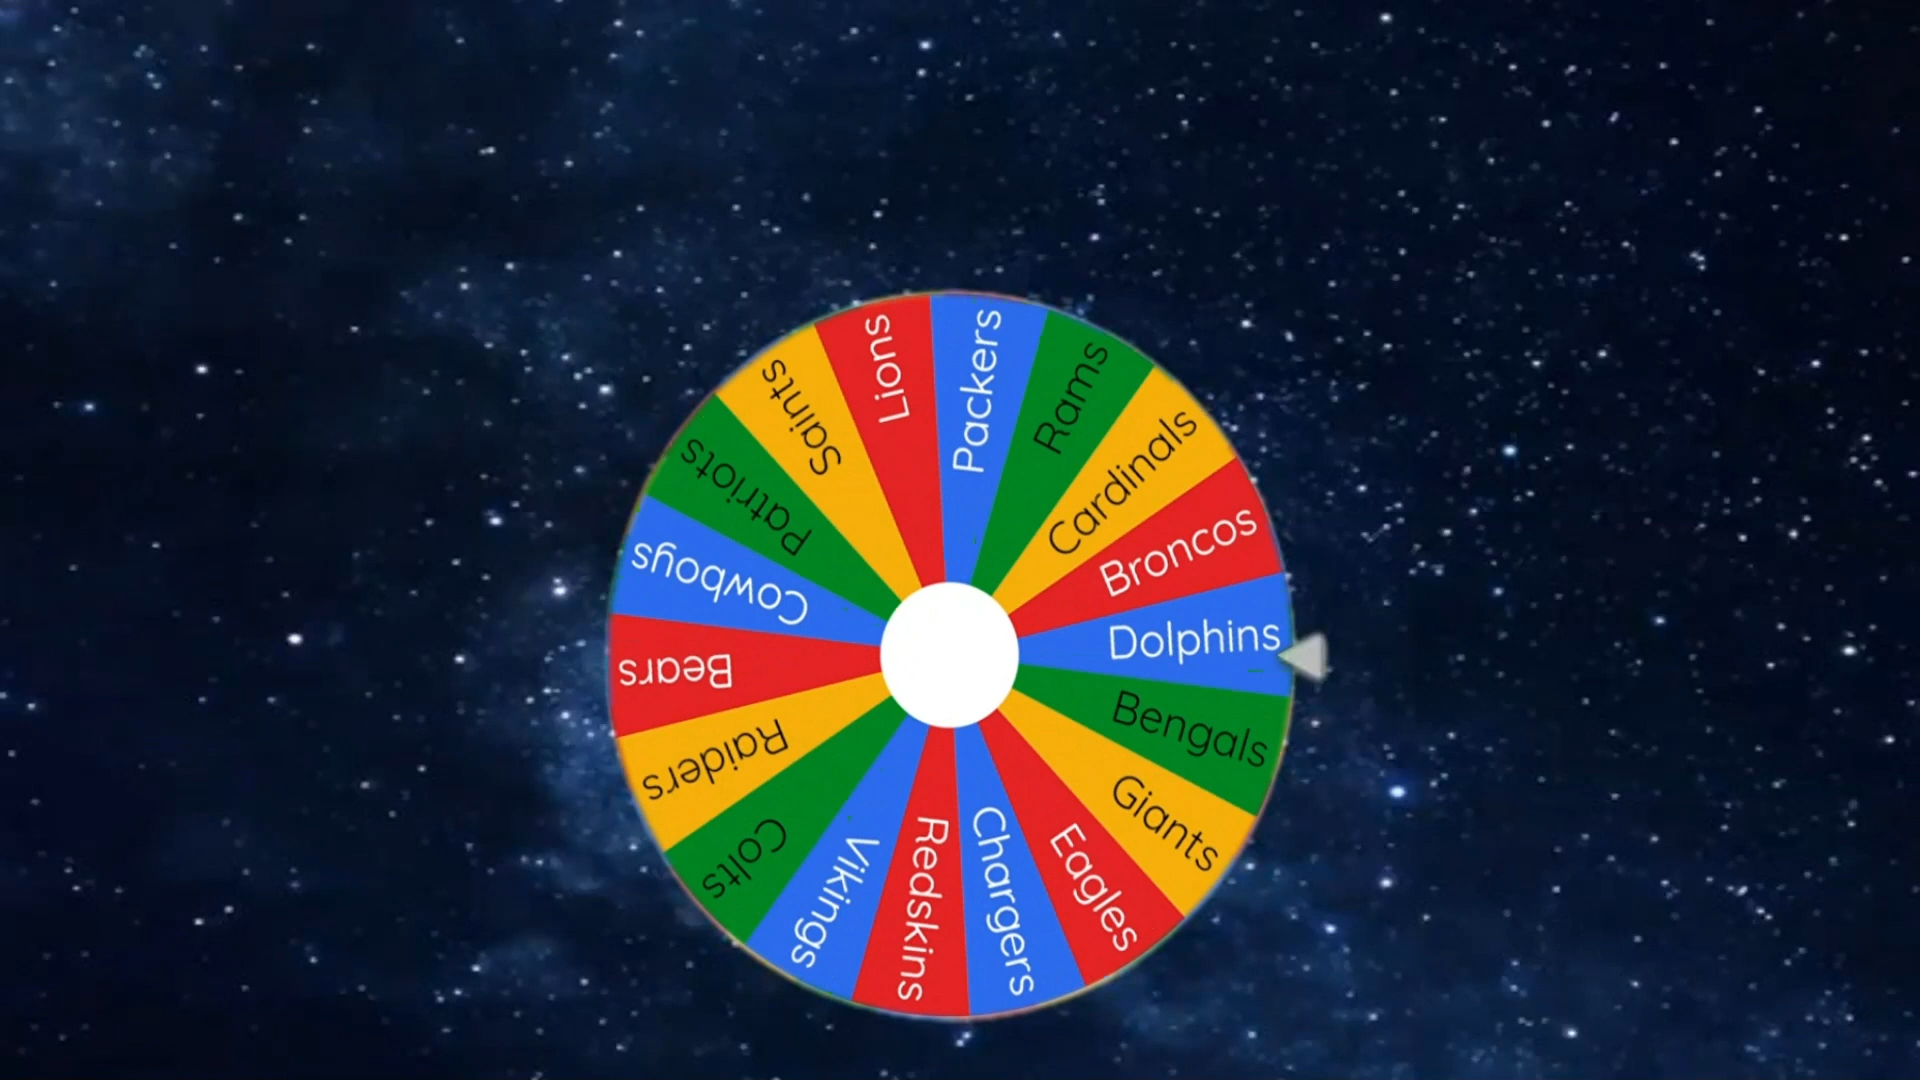 Packers
Rams
Cardinals
Broncos
Dolphins
Bengals
Giants
Eagles
Chargers
Redskins
Vikings
Colts
Raiders
Bears
Cowboys
Patriots
Saints
Lions